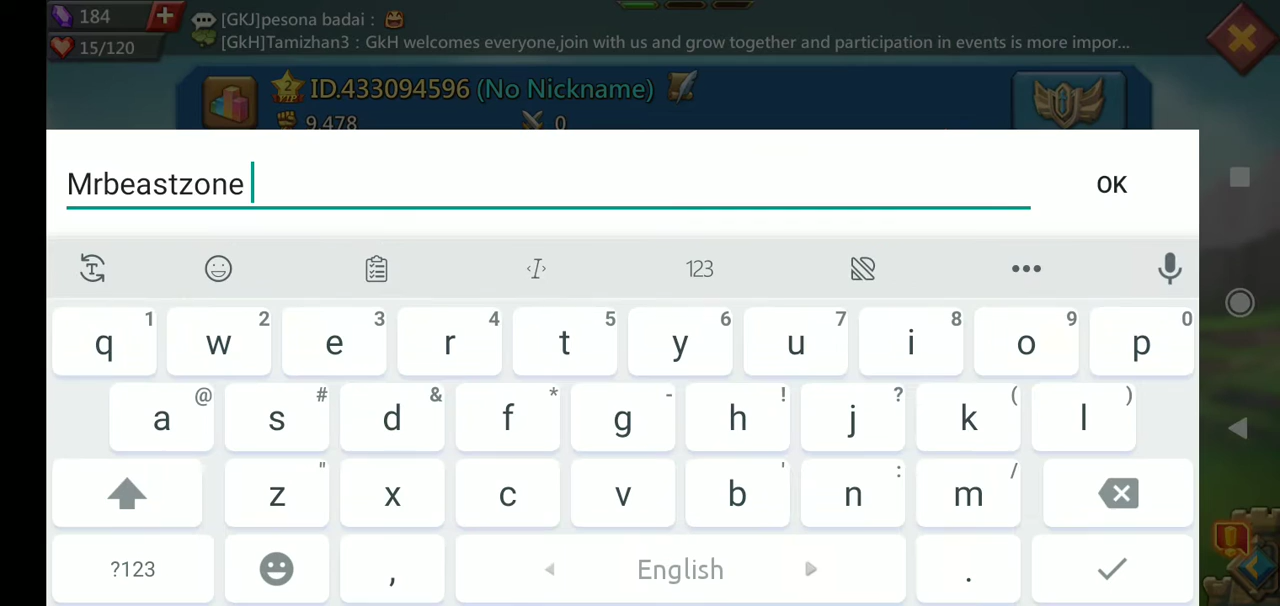 184
[GKJ]pesona badai :
15/120
[GkH]Tamizhan3 : GkH welcomes everyone,join with us and grow together and participation in events is more impor...
2
VIP
ID.433094596 (No Nickname)
9,478
0
Mrbeastzone
OK
123
1 2 3 4 5 6 7 8 9 0
q w e r t y u i o p
@ # & * - ! ? ( )
a s d f g h j k l
" ' : /
z x c v b n m
?123 , English .